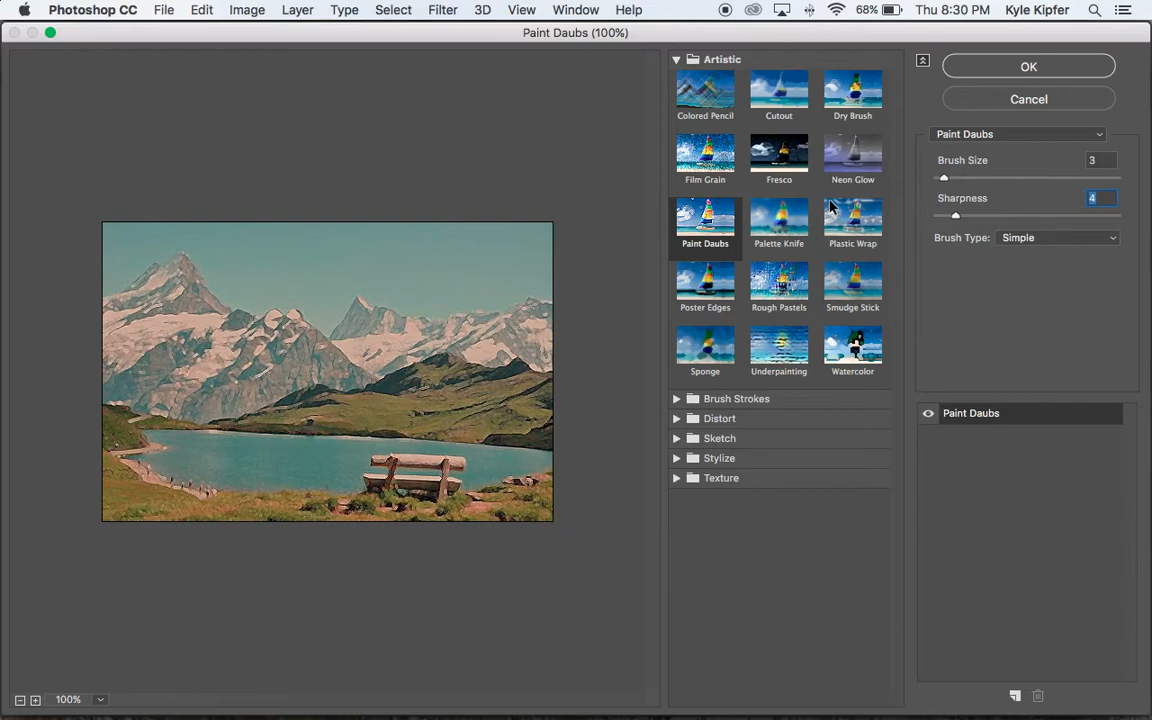 Photoshop CC File Edit Image Layer Type Select Filter 3D View Window Help 68% Thu 8:30 PM Kyle Kipfer
Paint Daubs (100%)
Artistic
Colored Pencil Cutout Dry Brush
Film Grain Fresco Neon Glow
Paint Daubs Palette Knife Plastic Wrap
Poster Edges Rough Pastels Smudge Stick
Sponge Underpainting Watercolor
Brush Strokes
Distort
Sketch
Stylize
Texture
OK
Cancel
Paint Daubs
Brush Size 3
Sharpness 4
Brush Type: Simple
Paint Daubs
100%